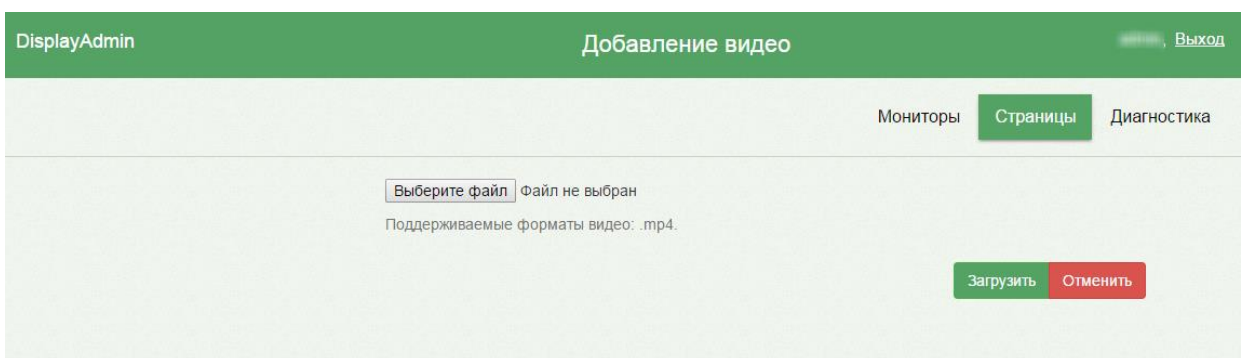 DisplayAdmin
Добавление видео
, Выход
Мониторы
Страницы
Диагностика
Выберите файл Файл не выбран
Поддерживаемые форматы видео: .mp4.
Загрузить
Отменить